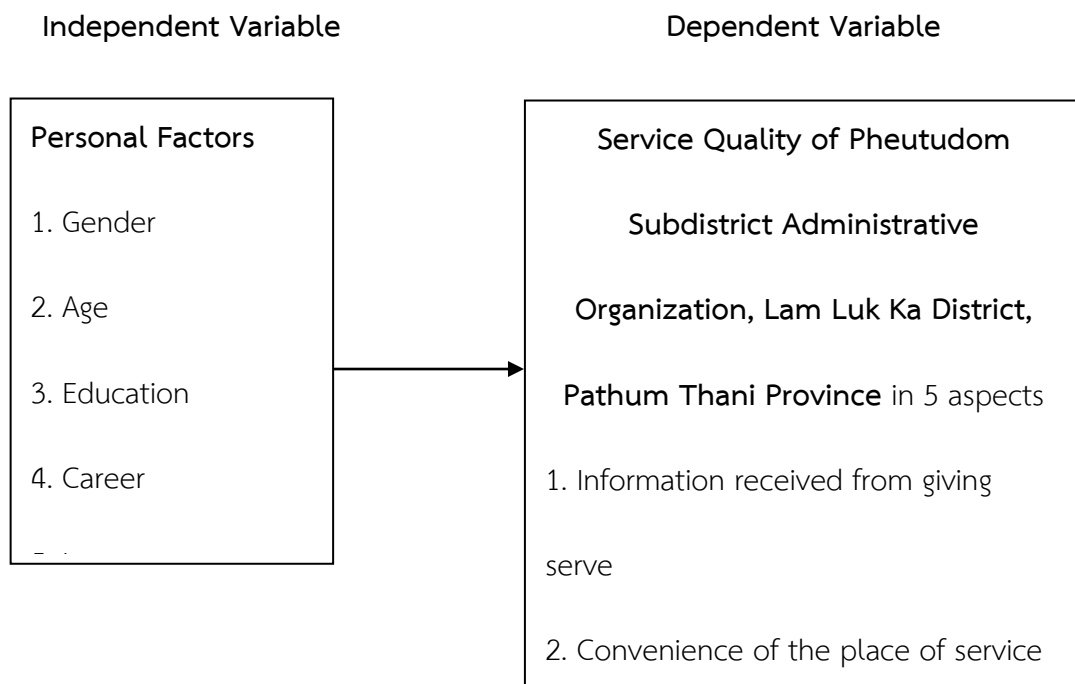 Independent Variable
Dependent Variable
Personal Factors
1. Gender
2. Age
3. Education
4. Career
Service Quality of Pheutudom
Subdistrict Administrative
Organization, Lam Luk Ka District,
Pathum Thani Province in 5 aspects
1. Information received from giving
serve
2. Convenience of the place of service